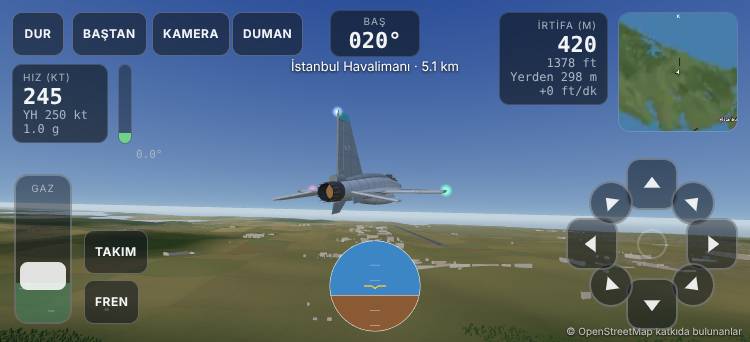 DUR
BAŞTAN
KAMERA
DUMAN
BAŞ
020°
İstanbul Havalimanı · 5.1 km
İRTİFA (M)
420
1378 ft
Yerden 298 m
+0 ft/dk
K
HIZ (KT)
245
YH 250 kt
1.0 g
0.0°
GAZ
TAKIM
FREN
© OpenStreetMap katkıda bulunanlar